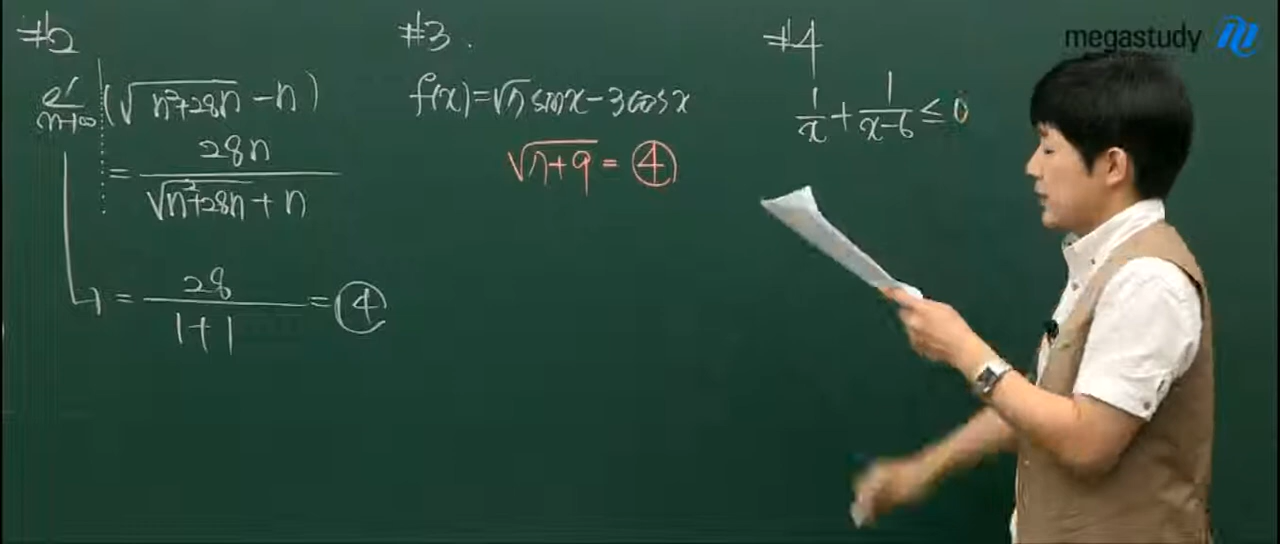 #2
lim n→∞ (√n²+28n - n)
= 28n / √n²+28n + n
= 28 / 1+1 = ④
#3.
f(x)=√7 sinx - 3cosx
√7+9 = ④
#4
1/x + 1/x-6 ≤ 0
megastudy